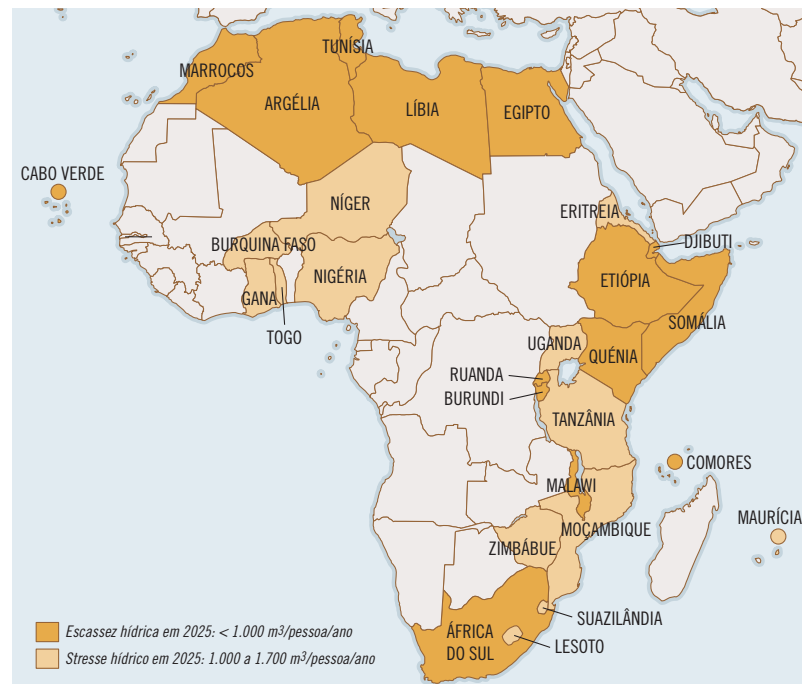 TUNÍSIA
MARROCOS
ARGÉLIA
LÍBIA
EGIPTO
CABO VERDE
NÍGER
ERITREIA
BURQUINA FASO
DJIBUTI
NIGÉRIA
ETIÓPIA
GANA
SOMÁLIA
TOGO
UGANDA
QUÉNIA
RUANDA
BURUNDI
TANZÂNIA
COMORES
MALAWI
MAURÍCIA
MOÇAMBIQUE
ZIMBÁBUE
SUAZILÂNDIA
ÁFRICA
DO SUL
LESOTO
Escassez hídrica em 2025: < 1.000 m3/pessoa/ano
Stresse hídrico em 2025: 1.000 a 1.700 m3/pessoa/ano